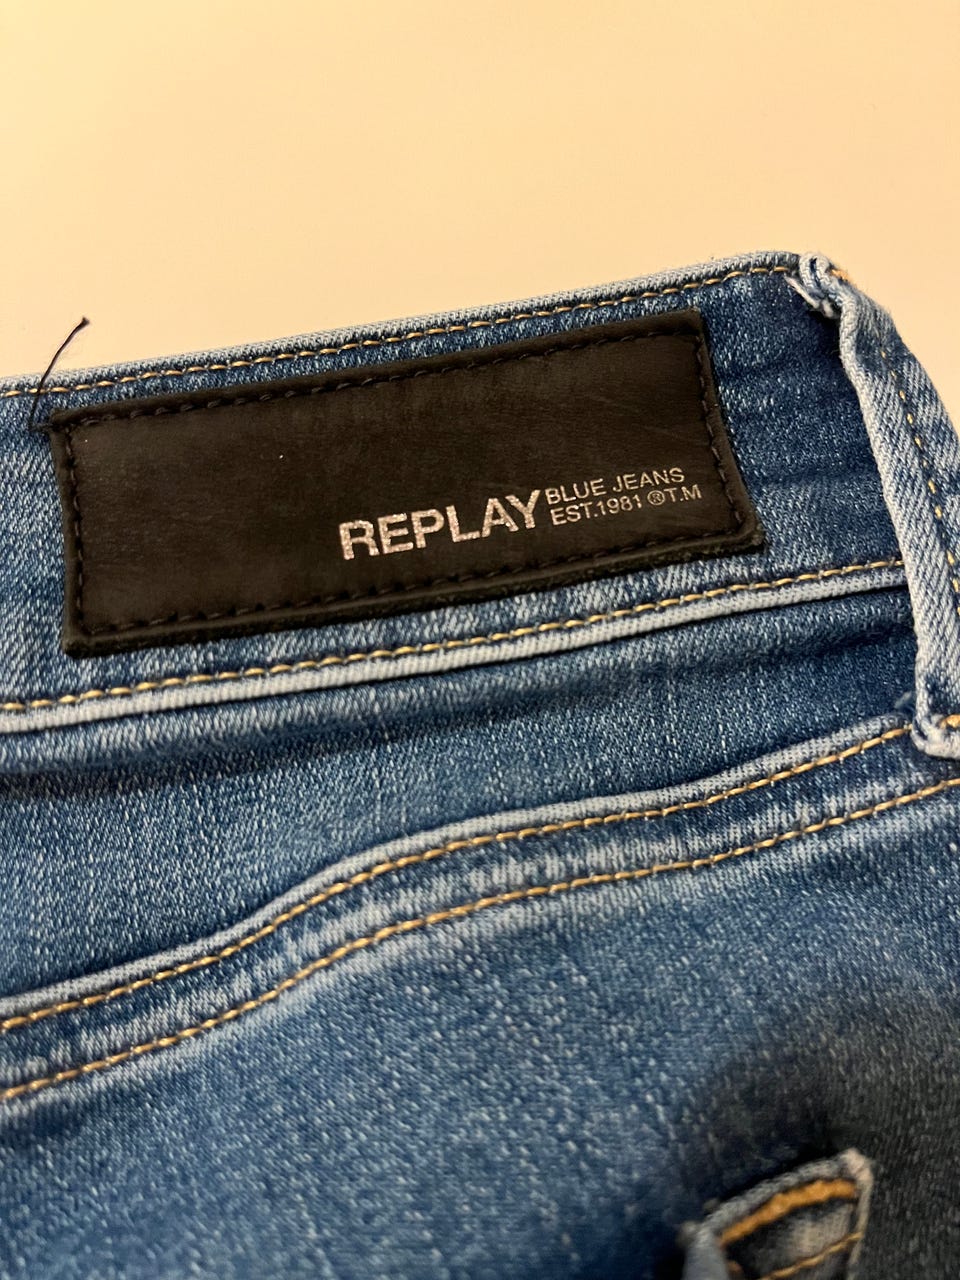 REPLAY
BLUE JEANS
EST.1981 ®T.M